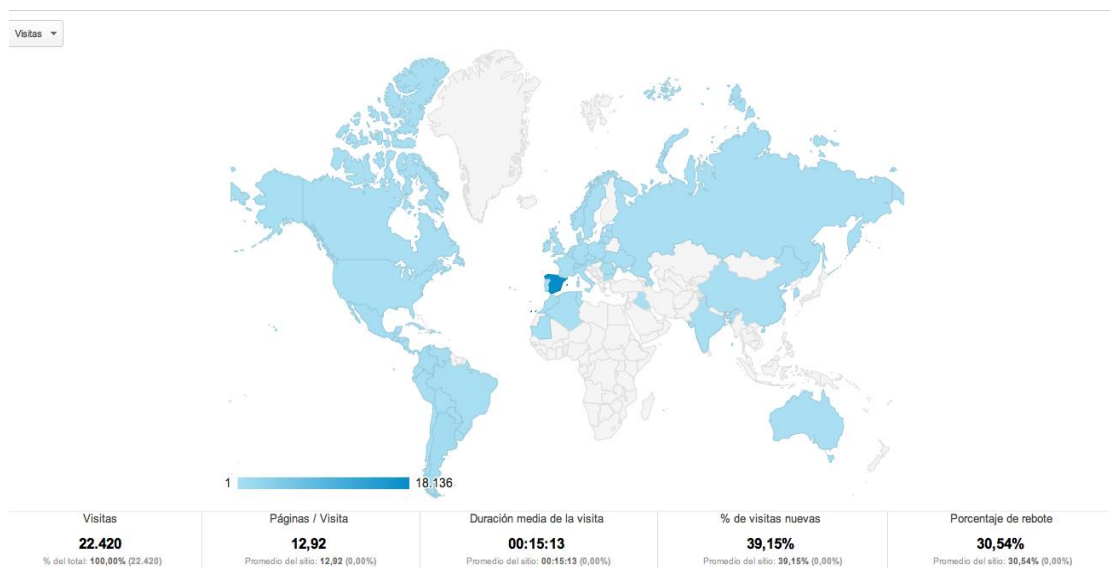 Visitas
1 18.136
Visitas Páginas / Visita Duración media de la visita % de visitas nuevas Porcentaje de rebote
22.420 12,92 00:15:13 39,15% 30,54%
% del total: 100,00% (22.420) Promedio del sitio: 12,92 (0,00%) Promedio del sitio: 00:15:13 (0,00%) Promedio del sitio: 39,15% (0,00%) Promedio del sitio: 30,54% (0,00%)